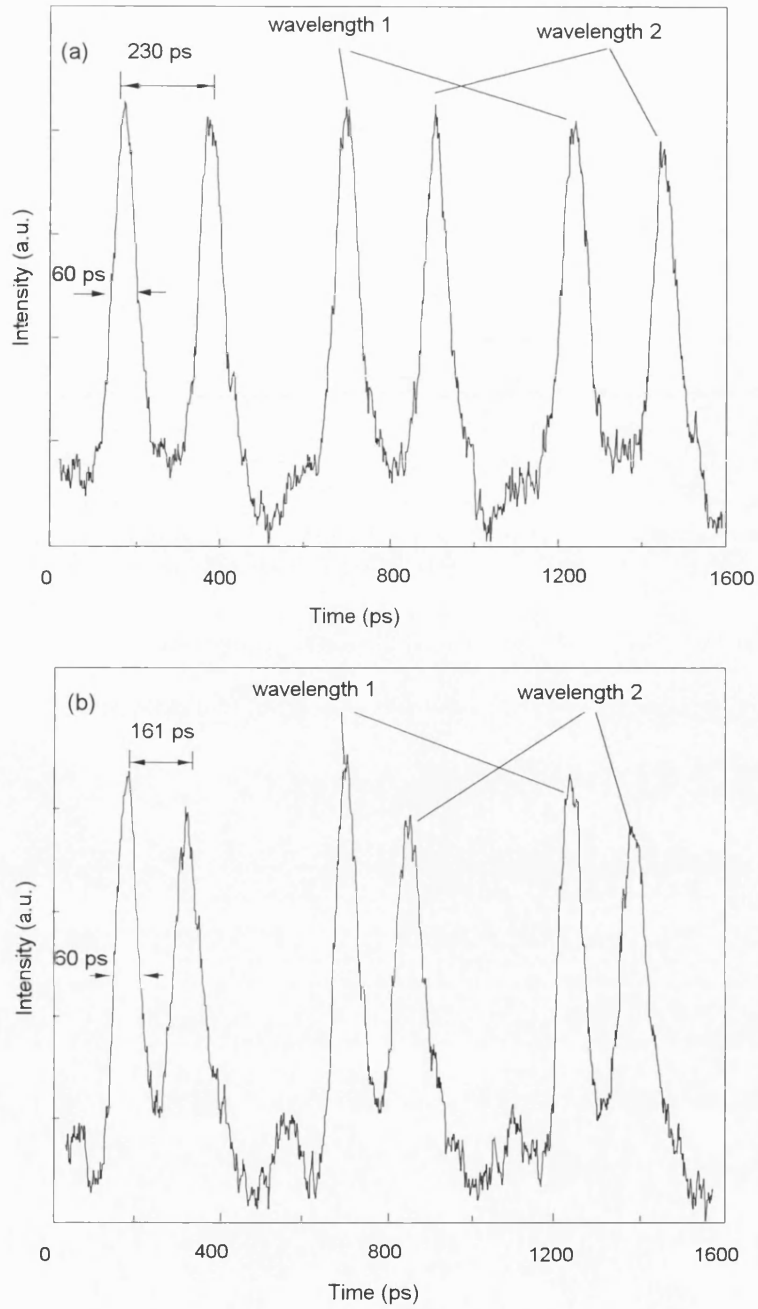 (a)
230 ps
wavelength 1
wavelength 2
60 ps
Intensity (a.u.)
0 400 800 1200 1600
Time (ps)
(b)
161 ps
wavelength 1
wavelength 2
60 ps
Intensity (a.u.)
0 400 800 1200 1600
Time (ps)